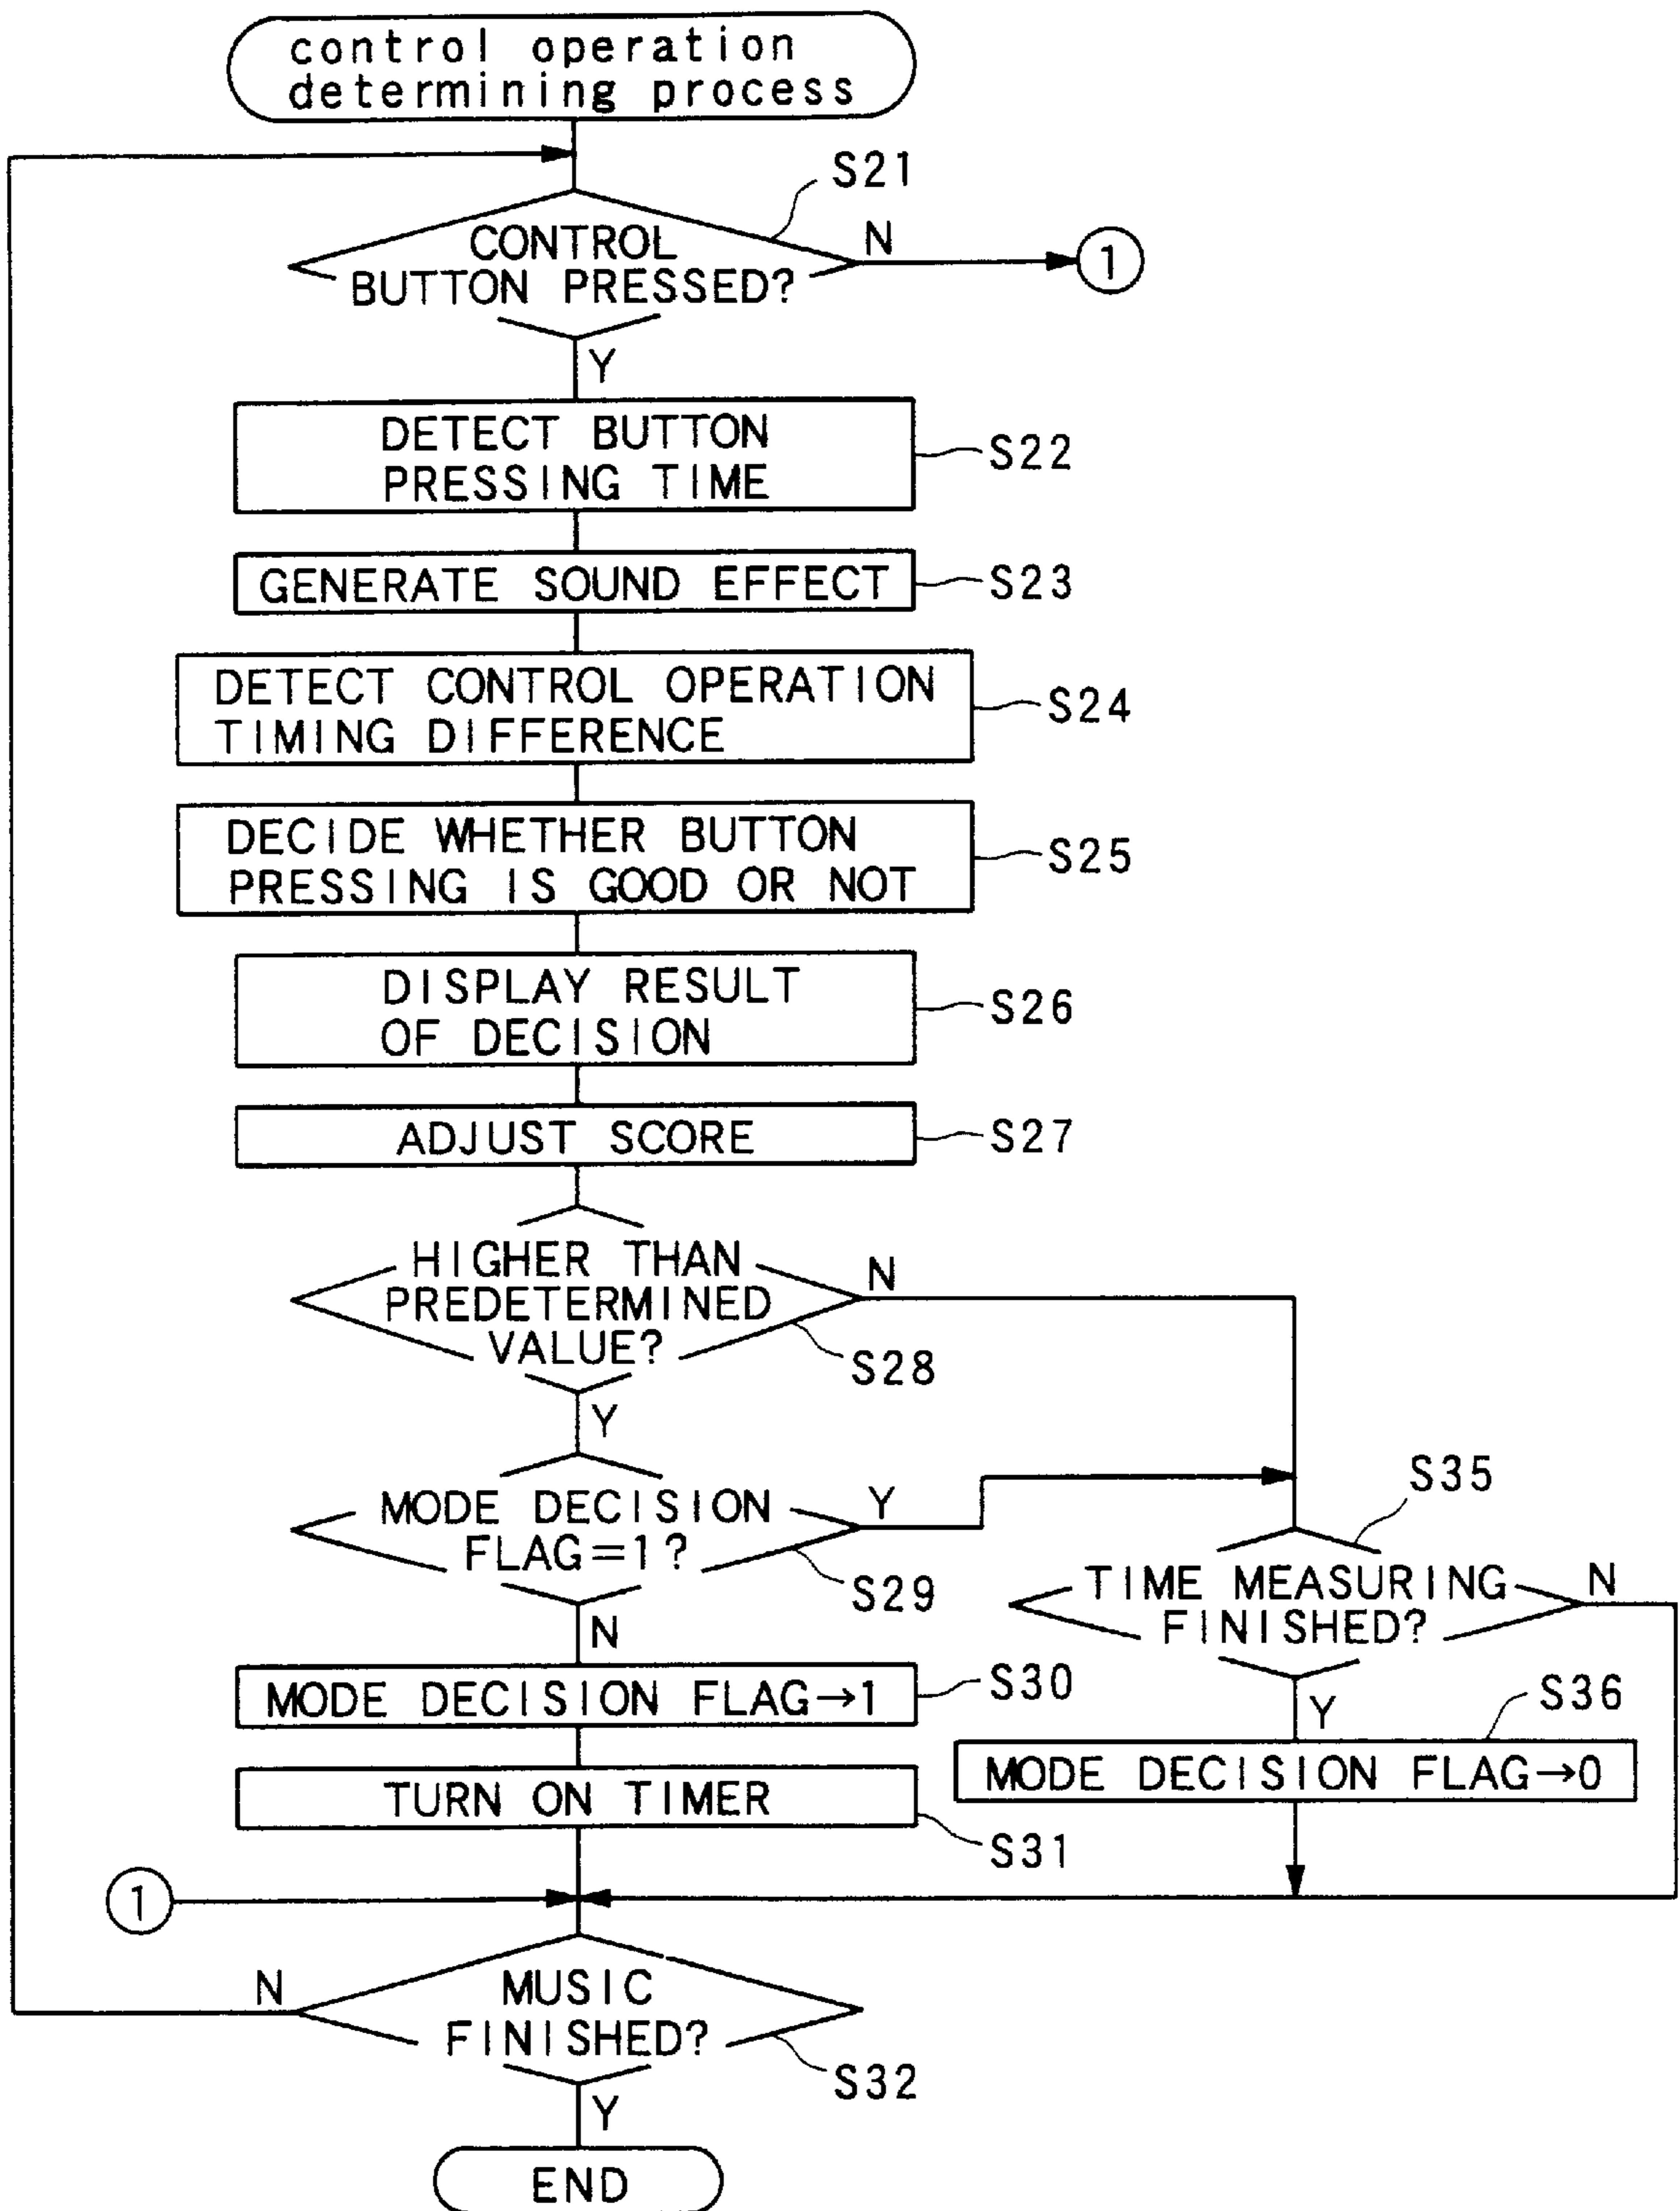 control operation
determining process
S21
CONTROL
BUTTON PRESSED?
N
1
Y
DETECT BUTTON
PRESSING TIME
S22
GENERATE SOUND EFFECT
S23
DETECT CONTROL OPERATION
TIMING DIFFERENCE
S24
DECIDE WHETHER BUTTON
PRESSING IS GOOD OR NOT
S25
DISPLAY RESULT
OF DECISION
S26
ADJUST SCORE
S27
HIGHER THAN
PREDETERMINED
VALUE?
N
S28
Y
MODE DECISION
FLAG=1?
Y
S29
N
S35
TIME MEASURING
FINISHED?
N
Y
MODE DECISION FLAG→1
S30
S36
MODE DECISION FLAG→0
TURN ON TIMER
S31
1
MUSIC
FINISHED?
N
S32
Y
END